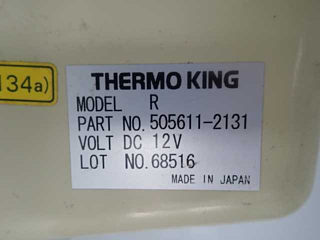 134a)
THERMO KING
MODEL R
PART NO. 505611-2131
VOLT DC 12V
LOT NO. 68516
MADE IN JAPAN